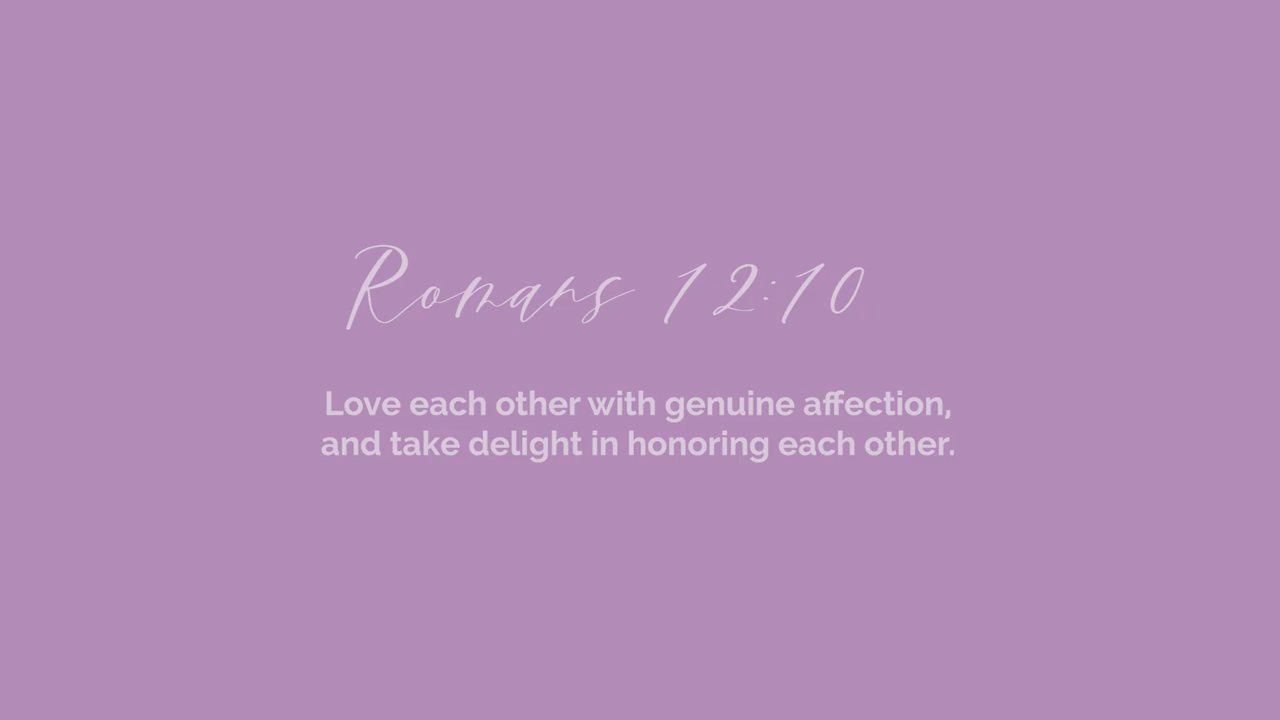 Romans 12:10
Love each other with genuine affection,
and take delight in honoring each other.